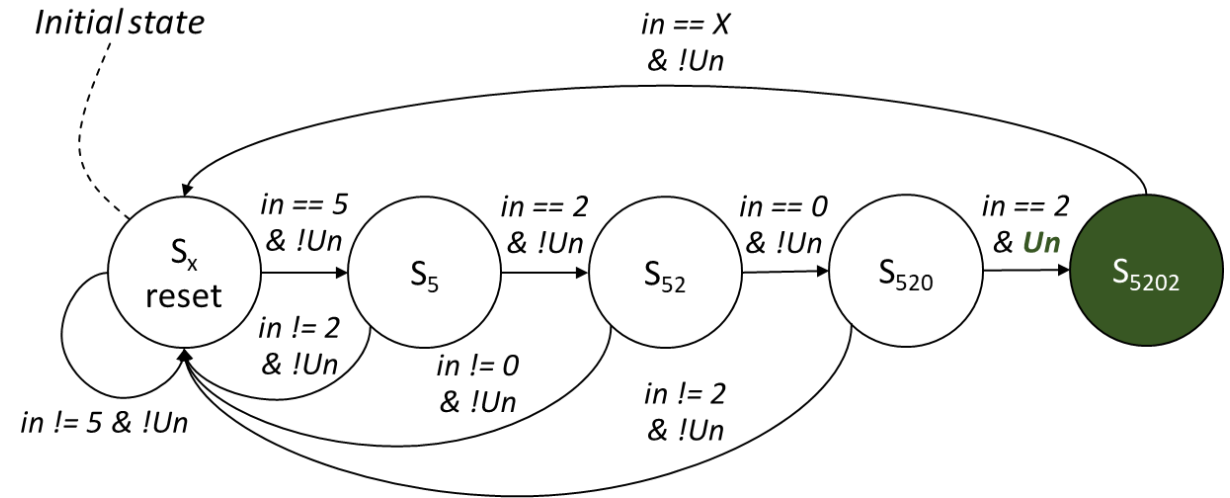 Initial state
in == X
& !Un
in == 5
& !Un
in == 2
& !Un
in == 0
& !Un
in == 2
& Un
Sx
reset
S5
S52
S520
S5202
in != 2
& !Un
in != 0
& !Un
in != 2
& !Un
in != 5 & !Un